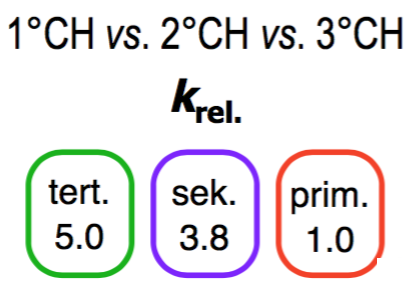 1°CH vs. 2°CH vs. 3°CH
krel.
tert. sek. prim.
5.0 3.8 1.0